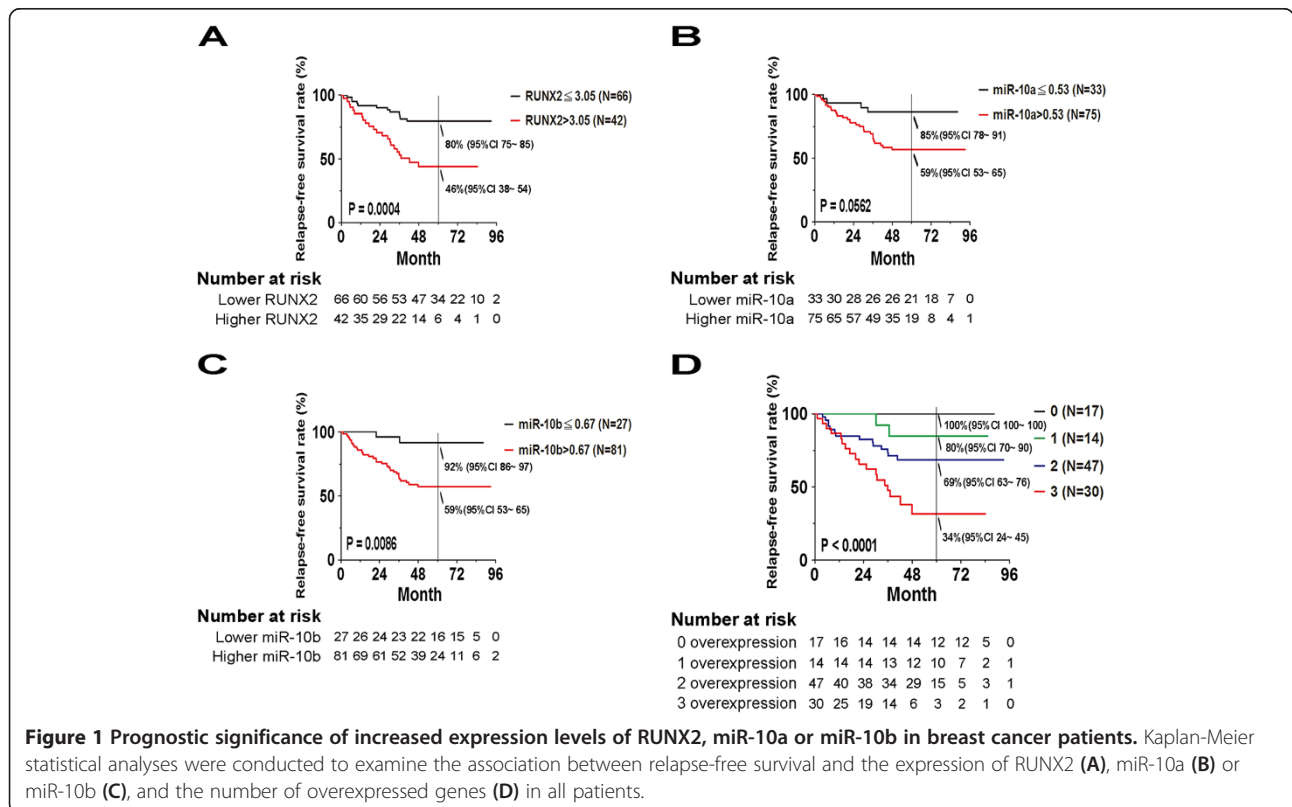 A
Relapse-free survival rate (%)
100
50
0
RUNX2≦3.05 (N=66)
RUNX2>3.05 (N=42)
80% (95%CI 75~ 85)
46%(95%CI 38~ 54)
P = 0.0004
0 24 48 72 96
Month
Number at risk
Lower RUNX2 66 60 56 53 47 34 22 10 2
Higher RUNX2 42 35 29 22 14 6 4 1 0
B
Relapse-free survival rate (%)
100
50
0
miR-10a≦0.53 (N=33)
miR-10a>0.53 (N=75)
85%(95%CI 78~ 91)
59%(95%CI 53~ 65)
P = 0.0562
0 24 48 72 96
Month
Number at risk
Lower miR-10a 33 30 28 26 26 21 18 7 0
Higher miR-10a 75 65 57 49 35 19 8 4 1
C
Relapse-free survival rate (%)
100
50
0
miR-10b≦0.67 (N=27)
miR-10b>0.67 (N=81)
92% (95%CI 86~ 97)
59%(95%CI 53~ 65)
P = 0.0086
0 24 48 72 96
Month
Number at risk
Lower miR-10b 27 26 24 23 22 16 15 5 0
Higher miR-10b 81 69 61 52 39 24 11 6 2
D
Relapse-free survival rate (%)
100
50
0
0 (N=17)
1 (N=14)
2 (N=47)
3 (N=30)
100%(95%CI 100~ 100)
80%(95%CI 70~ 90)
69%(95%CI 63~ 76)
34%(95%CI 24~ 45)
P < 0.0001
0 24 48 72 96
Month
Number at risk
0 overexpression 17 16 14 14 14 12 12 5 0
1 overexpression 14 14 14 13 12 10 7 2 1
2 overexpression 47 40 38 34 29 15 5 3 1
3 overexpression 30 25 19 14 6 3 2 1 0
Figure 1 Prognostic significance of increased expression levels of RUNX2, miR-10a or miR-10b in breast cancer patients. Kaplan-Meier
statistical analyses were conducted to examine the association between relapse-free survival and the expression of RUNX2 (A), miR-10a (B) or
miR-10b (C), and the number of overexpressed genes (D) in all patients.